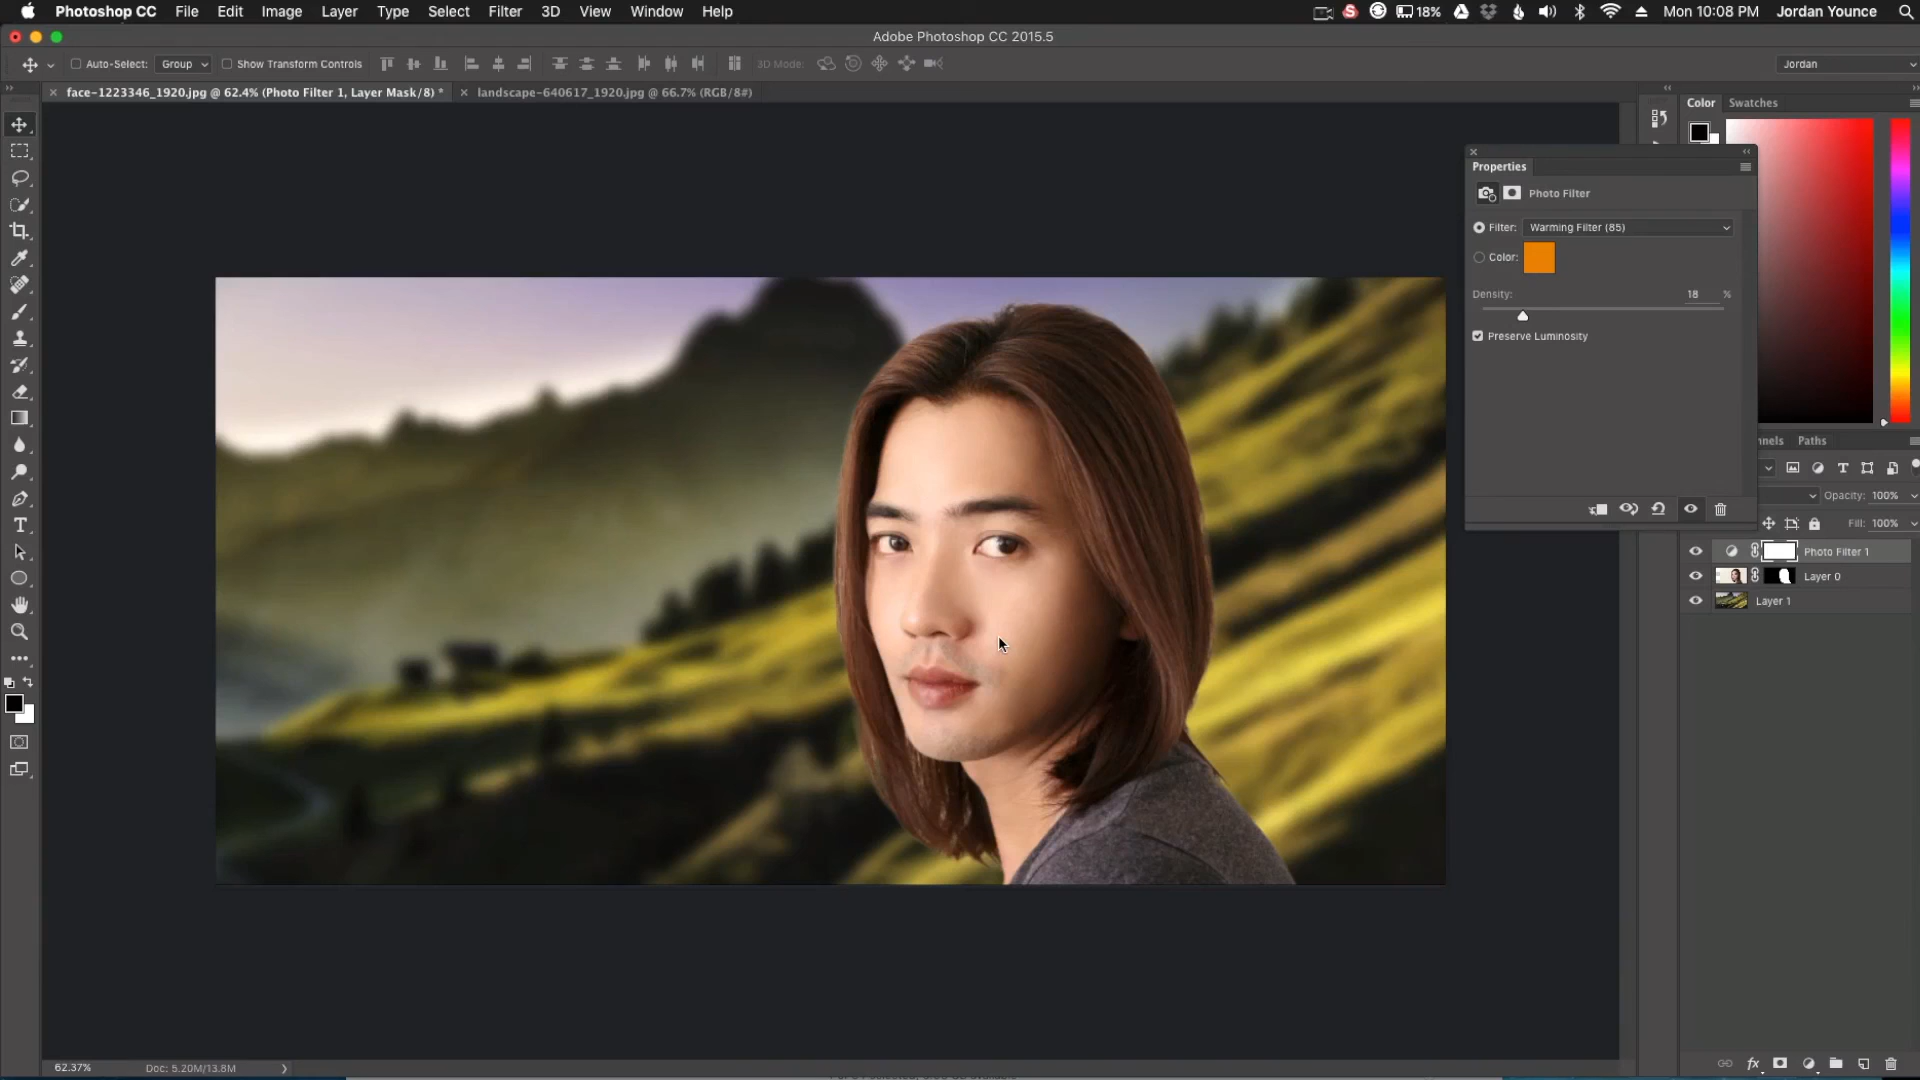 Photoshop CC File Edit Image Layer Type Select Filter 3D View Window Help 18% Mon 10:08 PM Jordan Younce
Adobe Photoshop CC 2015.5
Auto-Select: Group Show Transform Controls 3D Mode: Jordan
face-1223346_1920.jpg @ 62.4% (Photo Filter 1, Layer Mask/8) * landscape-640617_1920.jpg @ 66.7% (RGB/8#)
Color Swatches
Properties
Photo Filter
Filter: Warming Filter (85)
Color:
Density: 18 %
Preserve Luminosity
nnels Paths
Opacity: 100%
Fill: 100%
Photo Filter 1
Layer 0
Layer 1
62.37% Doc: 5.20M/13.8M